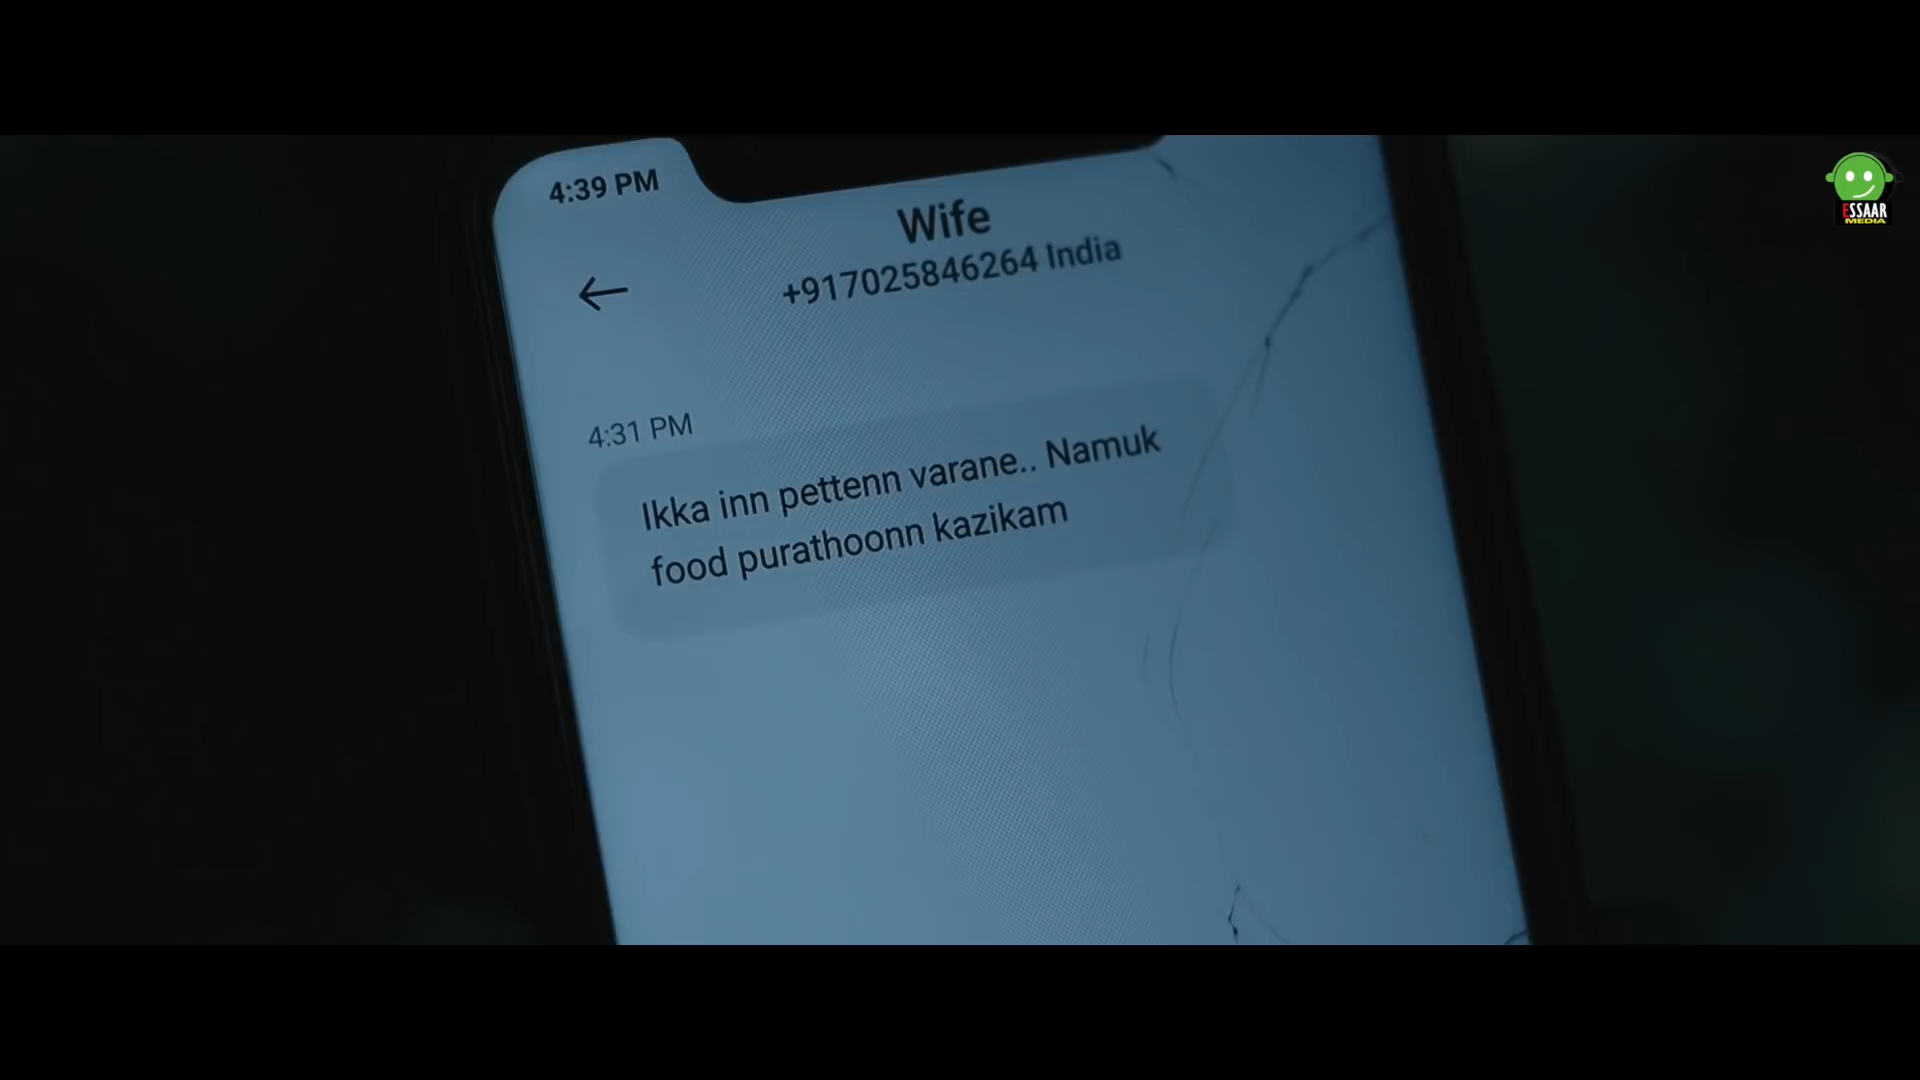 4:39 PM
Wife
+917025846264 India
4:31 PM
Ikka inn pettenn varane.. Namuk
food purathoonn kazikam
ESSAAR
MEDIA